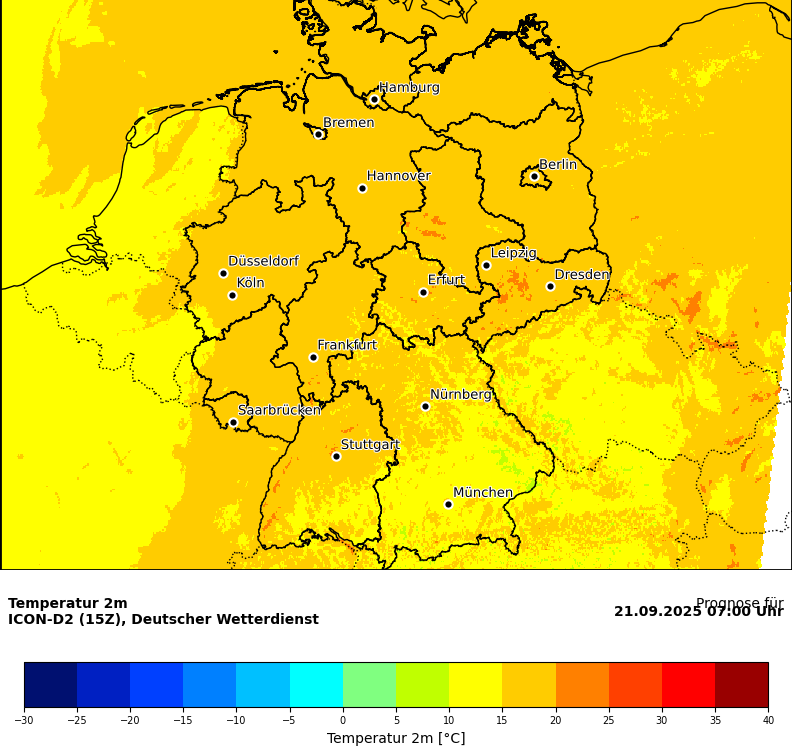 Hamburg
Bremen
Berlin
Hannover
Leipzig
Düsseldorf
Dresden
Köln
Erfurt
Frankfurt
Nürnberg
Saarbrücken
Stuttgart
München
Temperatur 2m
Prognose für
ICON-D2 (15Z), Deutscher Wetterdienst
21.09.2025 07:00 Uhr
−30 −25 −20 −15 −10 −5 0 5 10 15 20 25 30 35 40
Temperatur 2m [°C]